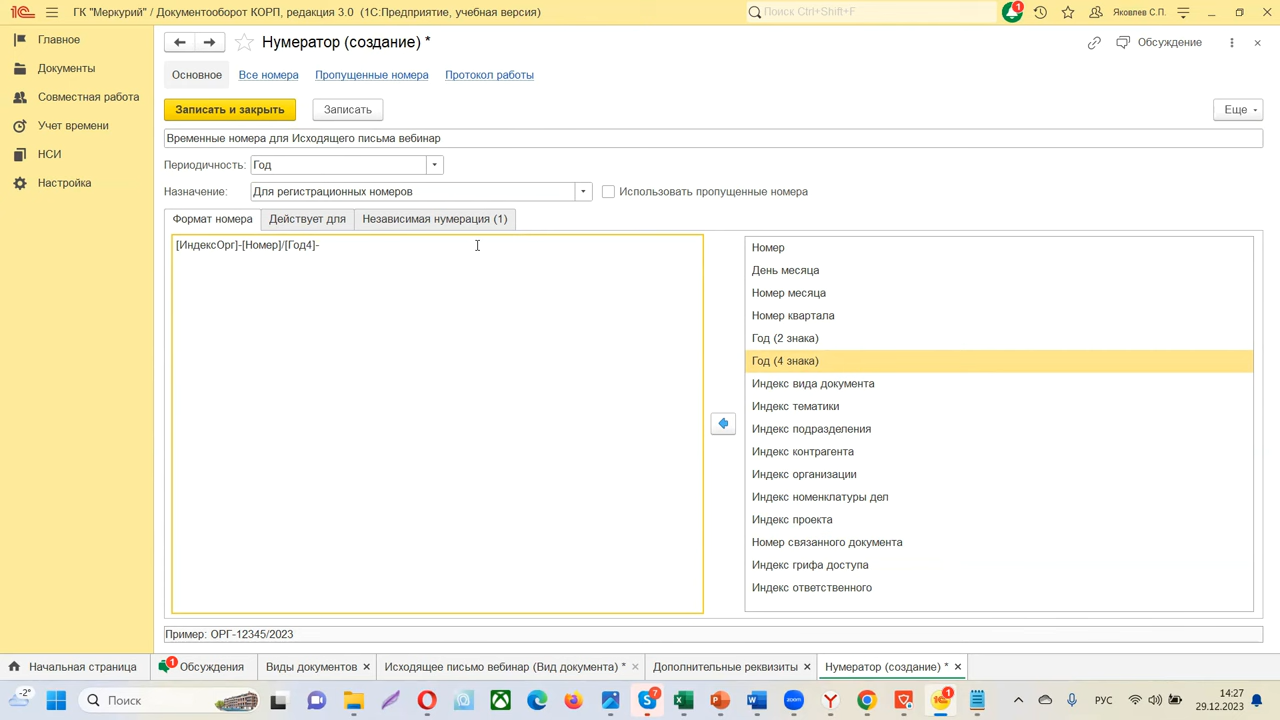 ГК "Меркурий" / Документооборот КОРП, редакция 3.0 (1С:Предприятие, учебная версия)
Поиск Ctrl+Shift+F
1
Яковлев С.П.
Главное
Документы
Совместная работа
Учет времени
НСИ
Настройка
Нумератор (создание) *
Обсуждение
Основное
Все номера
Пропущенные номера
Протокол работы
Записать и закрыть
Записать
Еще
Временные номера для Исходящего письма вебинар
Периодичность:
Год
Назначение:
Для регистрационных номеров
Использовать пропущенные номера
Формат номера
Действует для
Независимая нумерация (1)
[ИндексОрг]-[Номер]/[Год4]-
Номер
День месяца
Номер месяца
Номер квартала
Год (2 знака)
Год (4 знака)
Индекс вида документа
Индекс тематики
Индекс подразделения
Индекс контрагента
Индекс организации
Индекс номенклатуры дел
Индекс проекта
Номер связанного документа
Индекс грифа доступа
Индекс ответственного
Пример: ОРГ-12345/2023
Начальная страница
1
Обсуждения
Виды документов
Исходящее письмо вебинар (Вид документа) *
Дополнительные реквизиты
Нумератор (создание) *
-2°
Поиск
7
zoom
1
РУС
14:27
29.12.2023